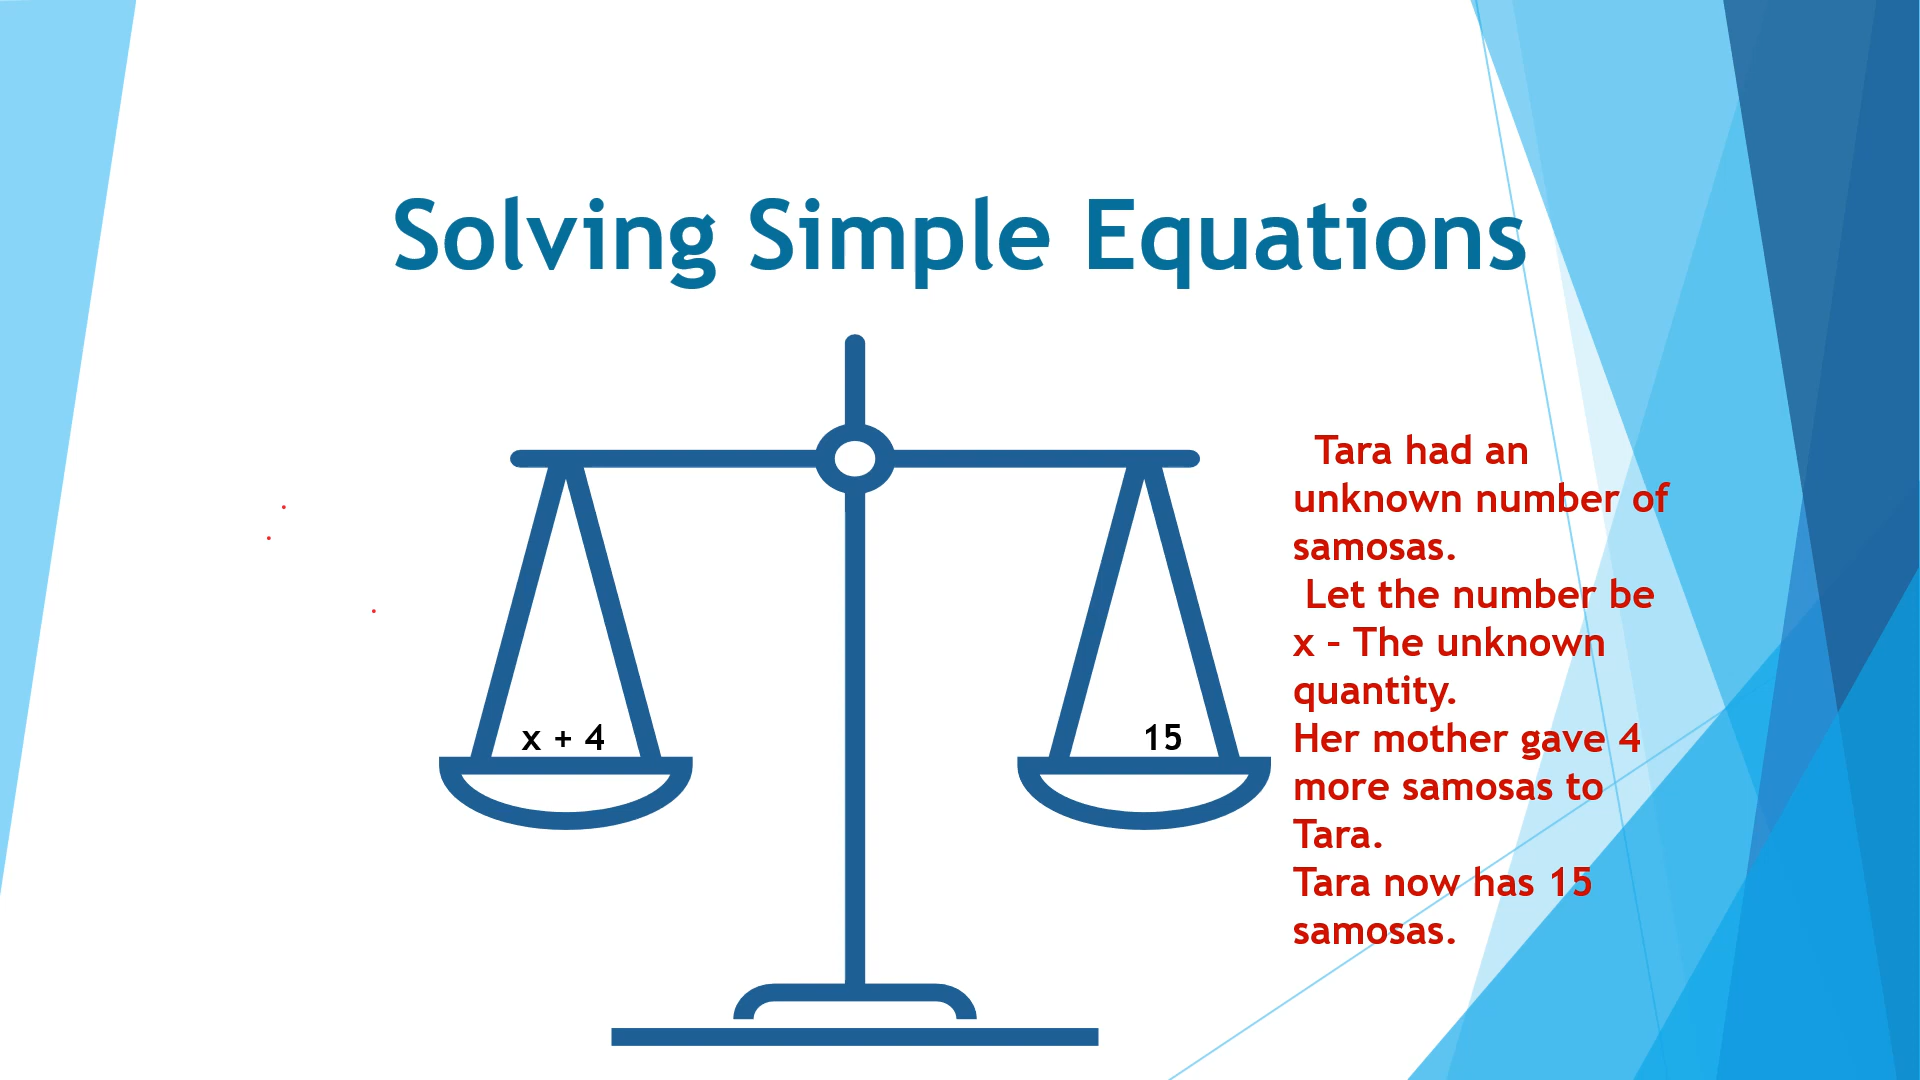 Solving Simple Equations
x + 4
15
Tara had an
unknown number of
samosas.
Let the number be
x - The unknown
quantity.
Her mother gave 4
more samosas to
Tara.
Tara now has 15
samosas.